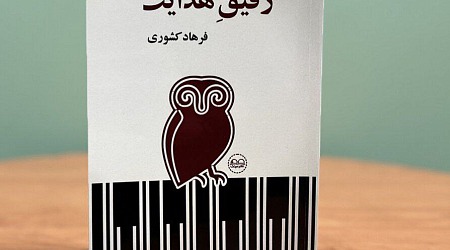 رفیقِ هدایت
فرهاد کشوری